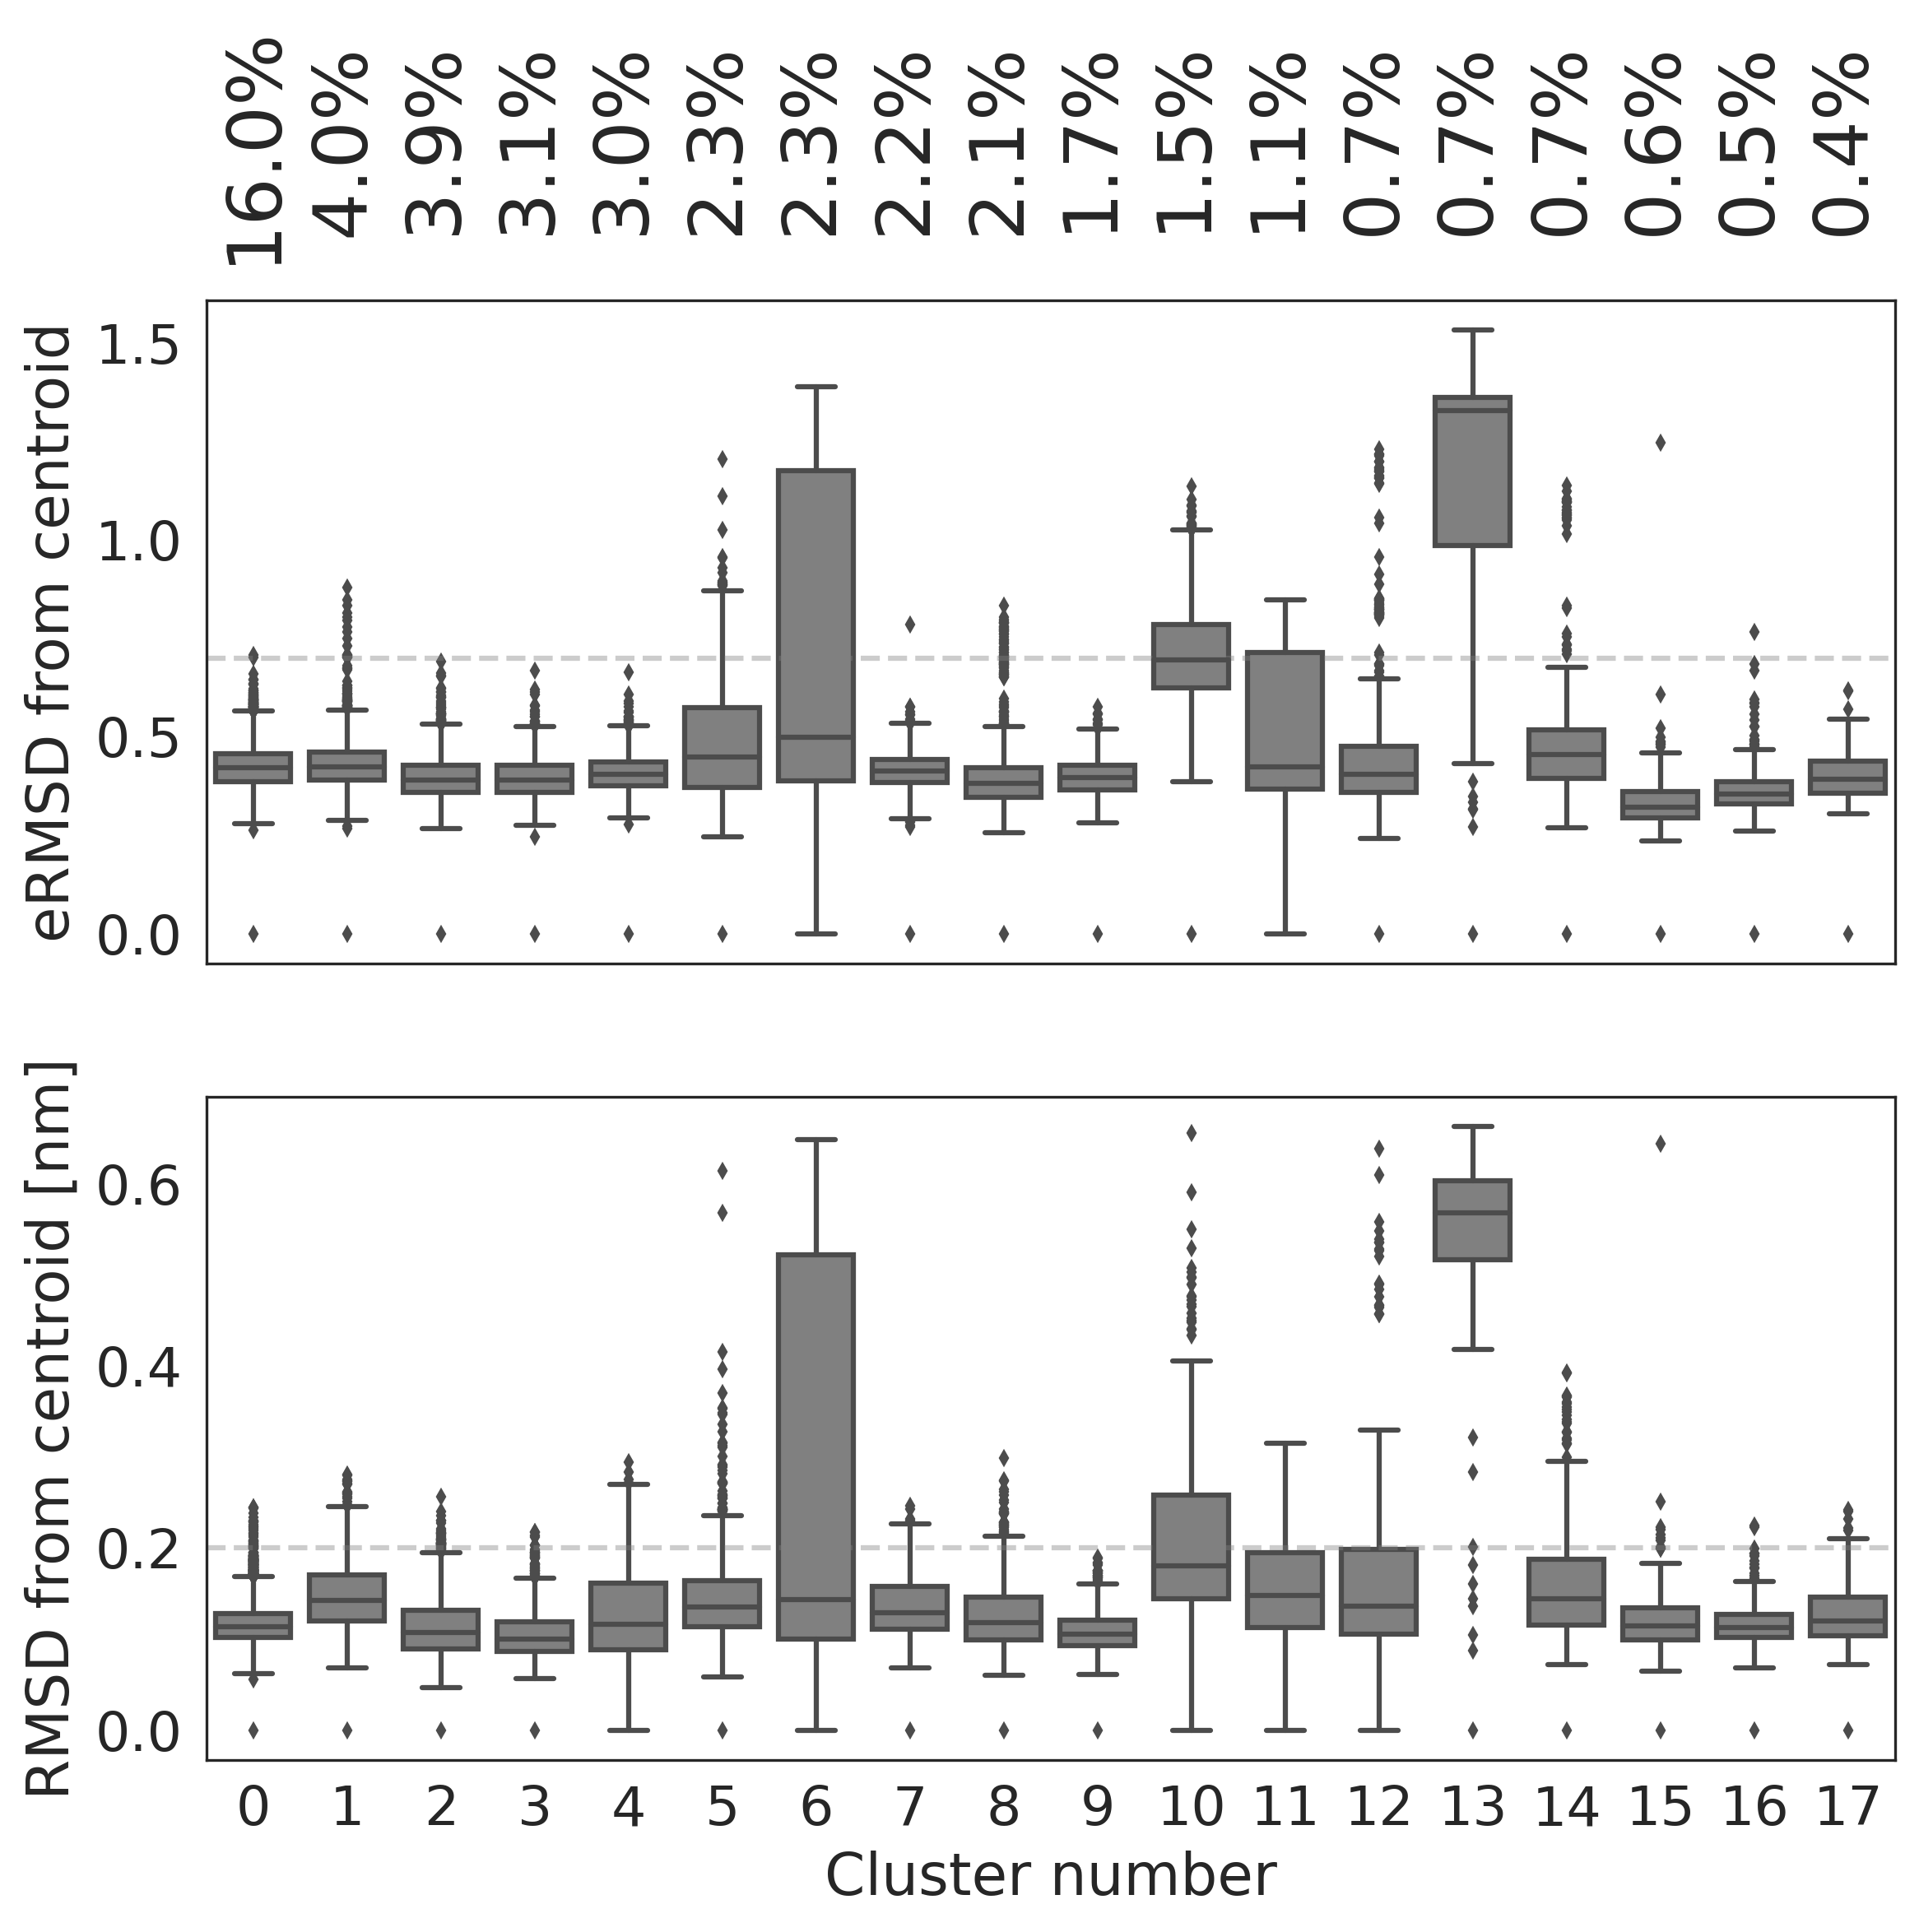 16.0% 4.0% 3.9% 3.1% 3.0% 2.3% 2.3% 2.2% 2.1% 1.7% 1.5% 1.1% 0.7% 0.7% 0.7% 0.6% 0.5% 0.4%
eRMSD from centroid
1.5
1.0
0.5
0.0
RMSD from centroid [nm]
0.6
0.4
0.2
0.0
0 1 2 3 4 5 6 7 8 9 10 11 12 13 14 15 16 17
Cluster number